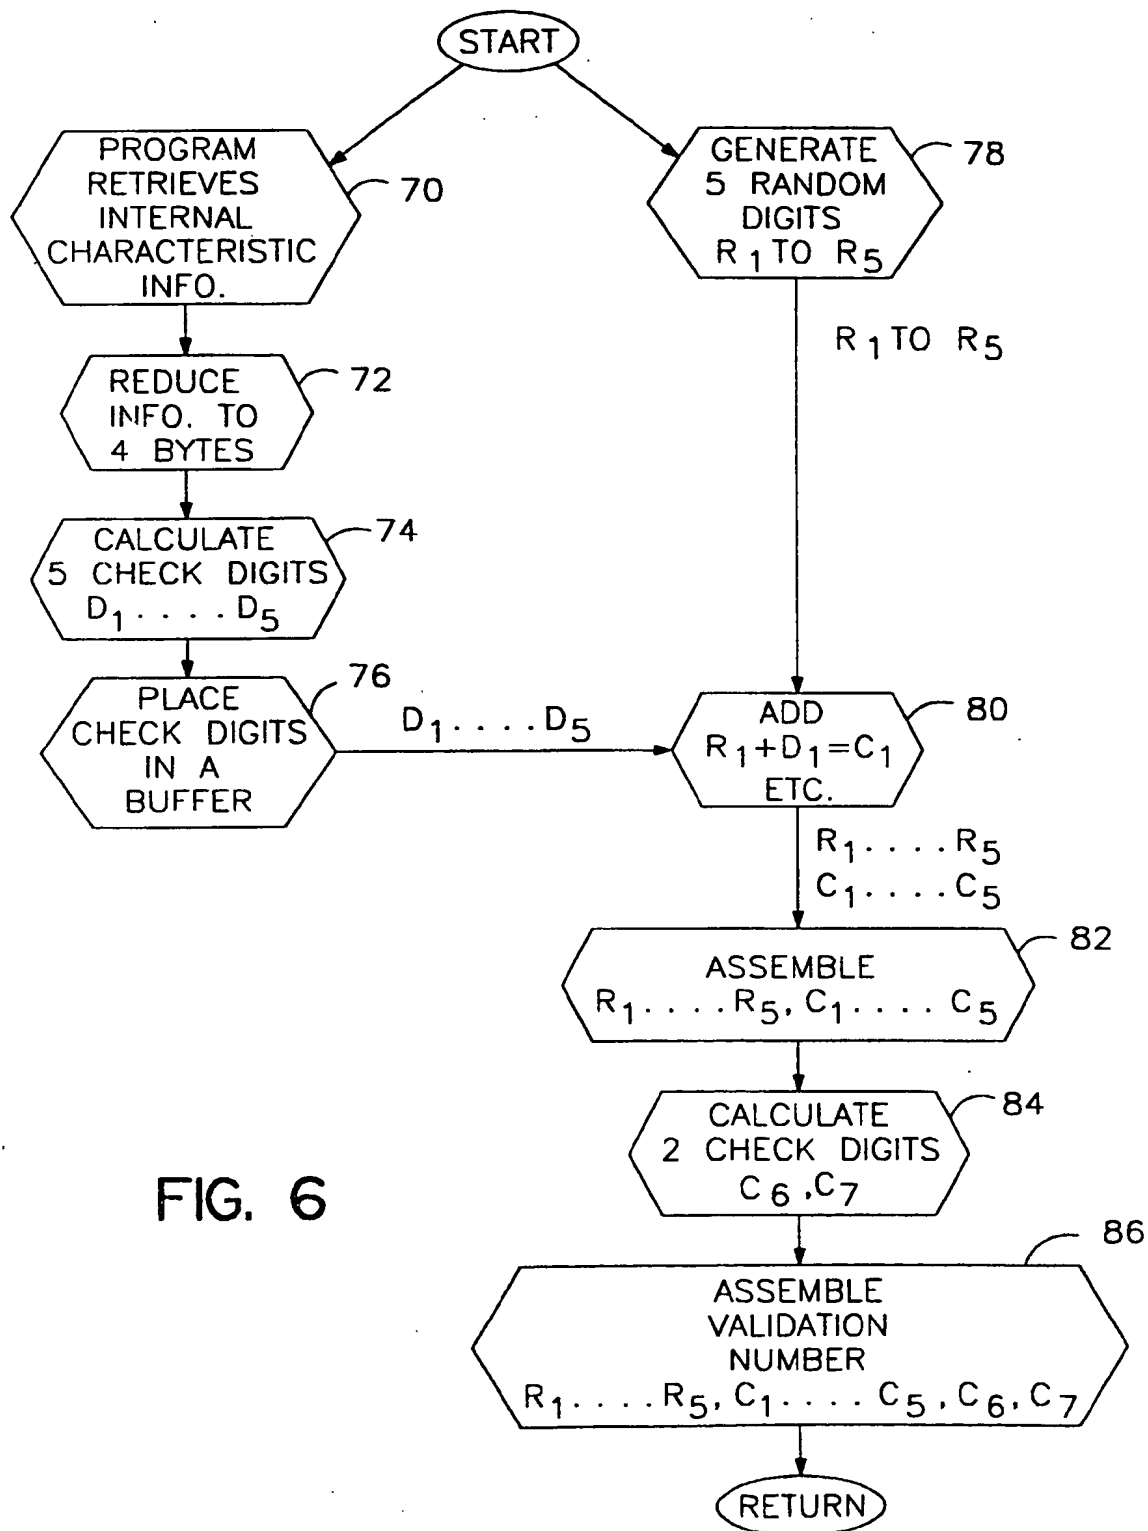 START
PROGRAM
RETRIEVES
INTERNAL
CHARACTERISTIC
INFO.
70
GENERATE
5 RANDOM
DIGITS
R1 TO R5
78
R1 TO R5
REDUCE
INFO. TO
4 BYTES
72
CALCULATE
5 CHECK DIGITS
D1....D5
74
PLACE
CHECK DIGITS
IN A
BUFFER
76
D1....D5
ADD
R1+D1=C1
ETC.
80
R1....R5
C1....C5
ASSEMBLE
R1....R5, C1.... C5
82
CALCULATE
2 CHECK DIGITS
C6,C7
84
FIG. 6
ASSEMBLE
VALIDATION
NUMBER
R1....R5, C1.... C5, C6, C7
86
RETURN